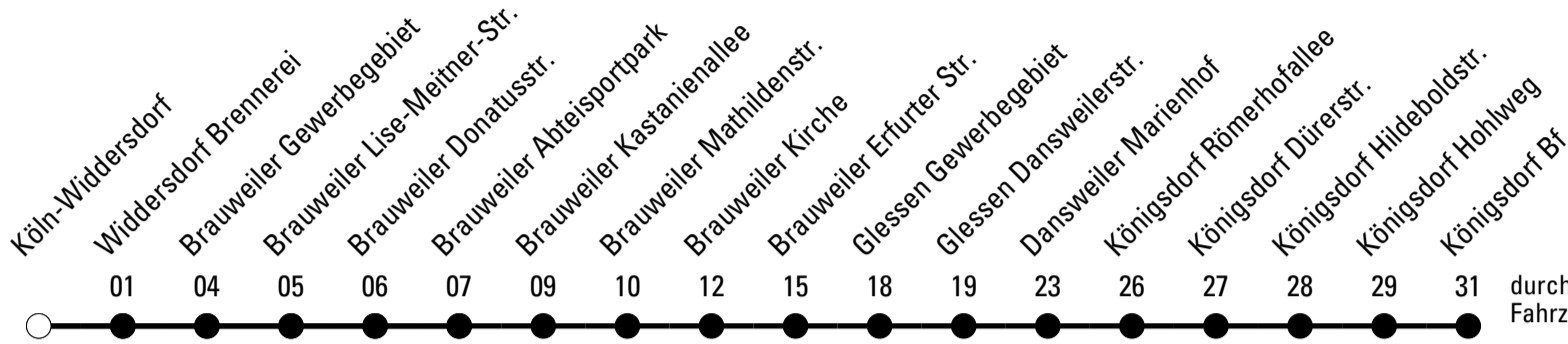 Köln-Widdersdorf
Widdersdorf Brennerei
Brauweiler Gewerbegebiet
Brauweiler Lise-Meitner-Str.
Brauweiler Donatusstr.
Brauweiler Abteisportpark
Brauweiler Kastanienallee
Brauweiler Mathildenstr.
Brauweiler Kirche
Brauweiler Erfurter Str.
Glessen Gewerbegebiet
Glessen Dansweilerstr.
Dansweiler Marienhof
Königsdorf Römerhofallee
Königsdorf Dürerstr.
Königsdorf Hildeboldstr.
Königsdorf Hohlweg
Königsdorf Bf
01 04 05 06 07 09 10 12 15 18 19 23 26 27 28 29 31
durch
Fahrz